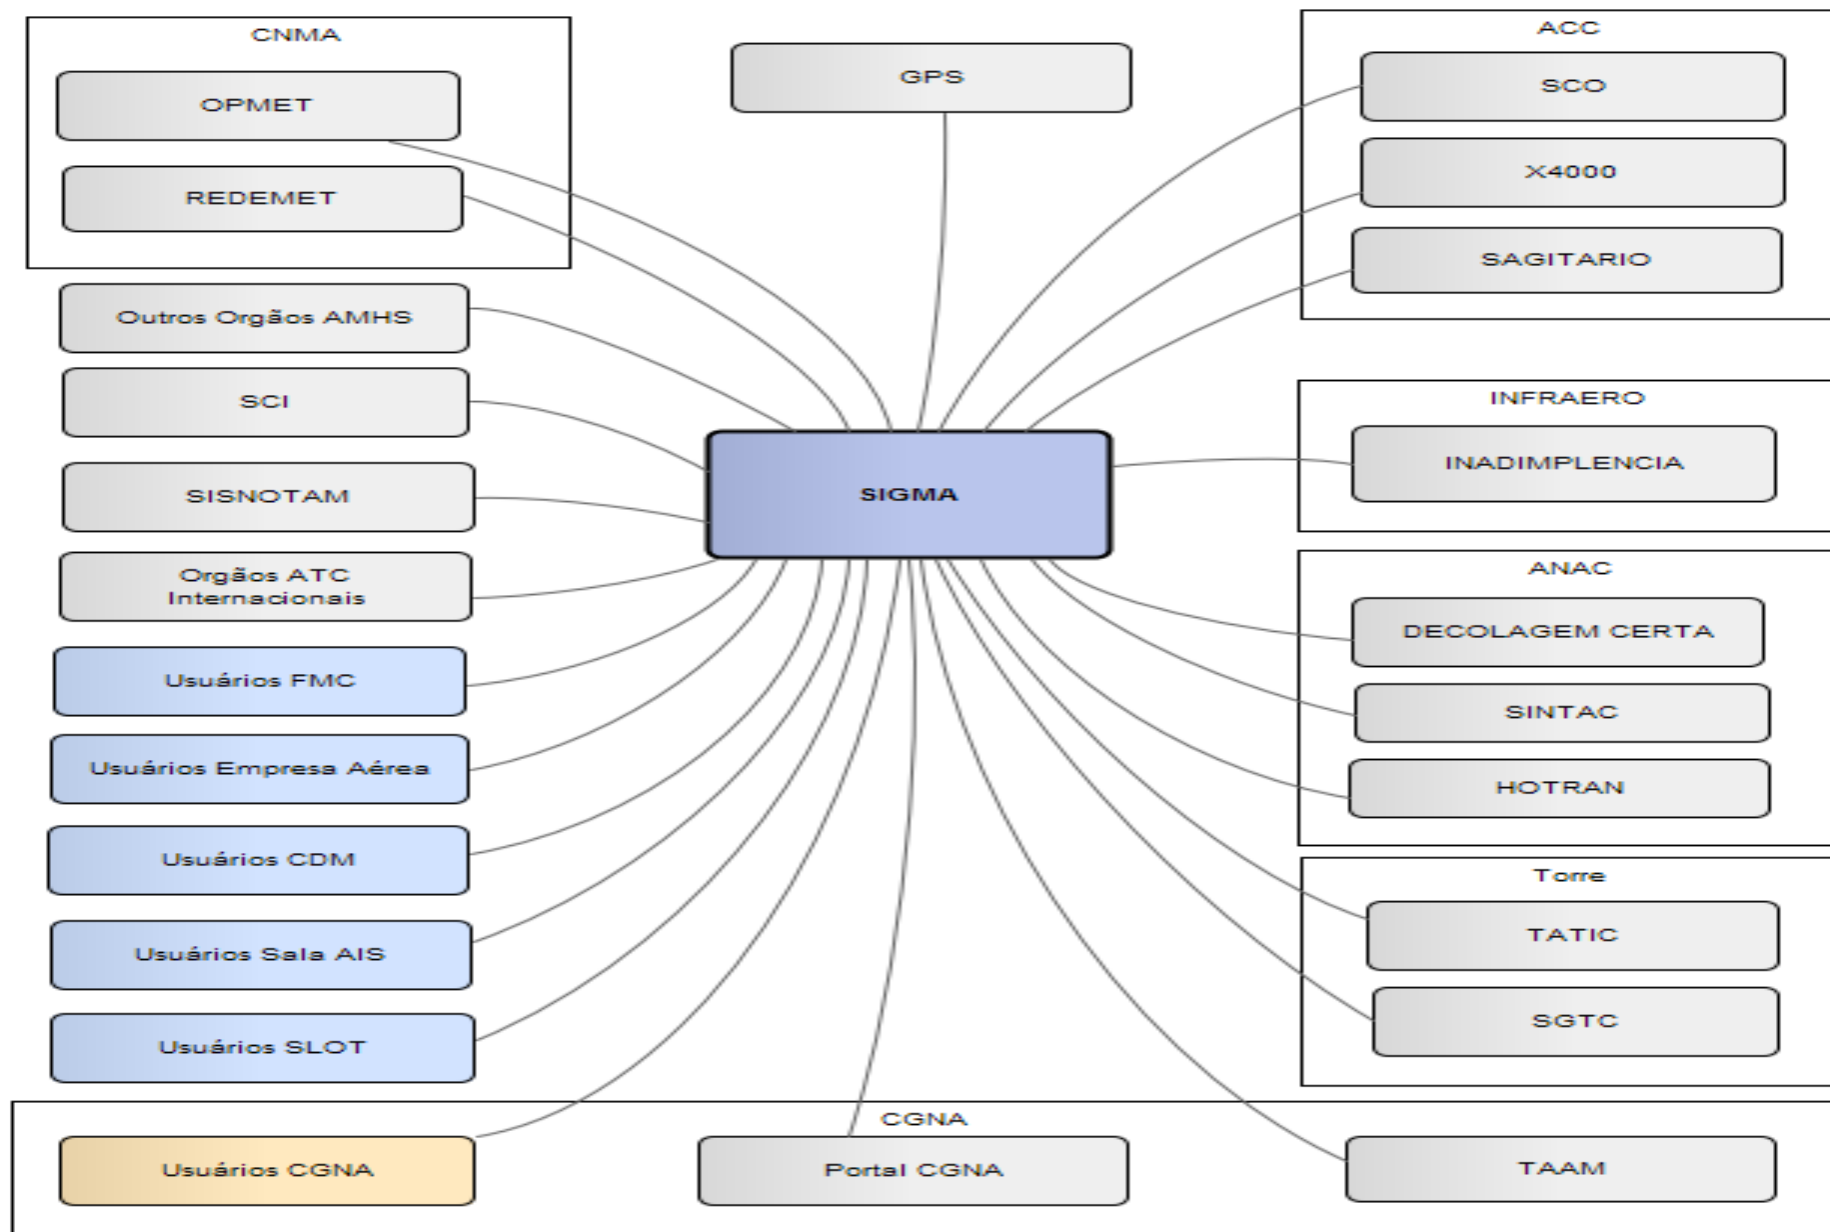 CNMA
OPMET
REDEMET
Outros Orgãos AMHS
SCI
SISNOTAM
Orgãos ATC
Internacionais
Usuários FMC
Usuários Empresa Aérea
Usuários CDM
Usuários Sala AIS
Usuários SLOT
GPS
SIGMA
ACC
SCO
X4000
SAGITARIO
INFRAERO
INADIMPLENCIA
ANAC
DECOLAGEM CERTA
SINTAC
HOTRAN
Torre
TATIC
SGTC
CGNA
Usuários CGNA
Portal CGNA
TAAM